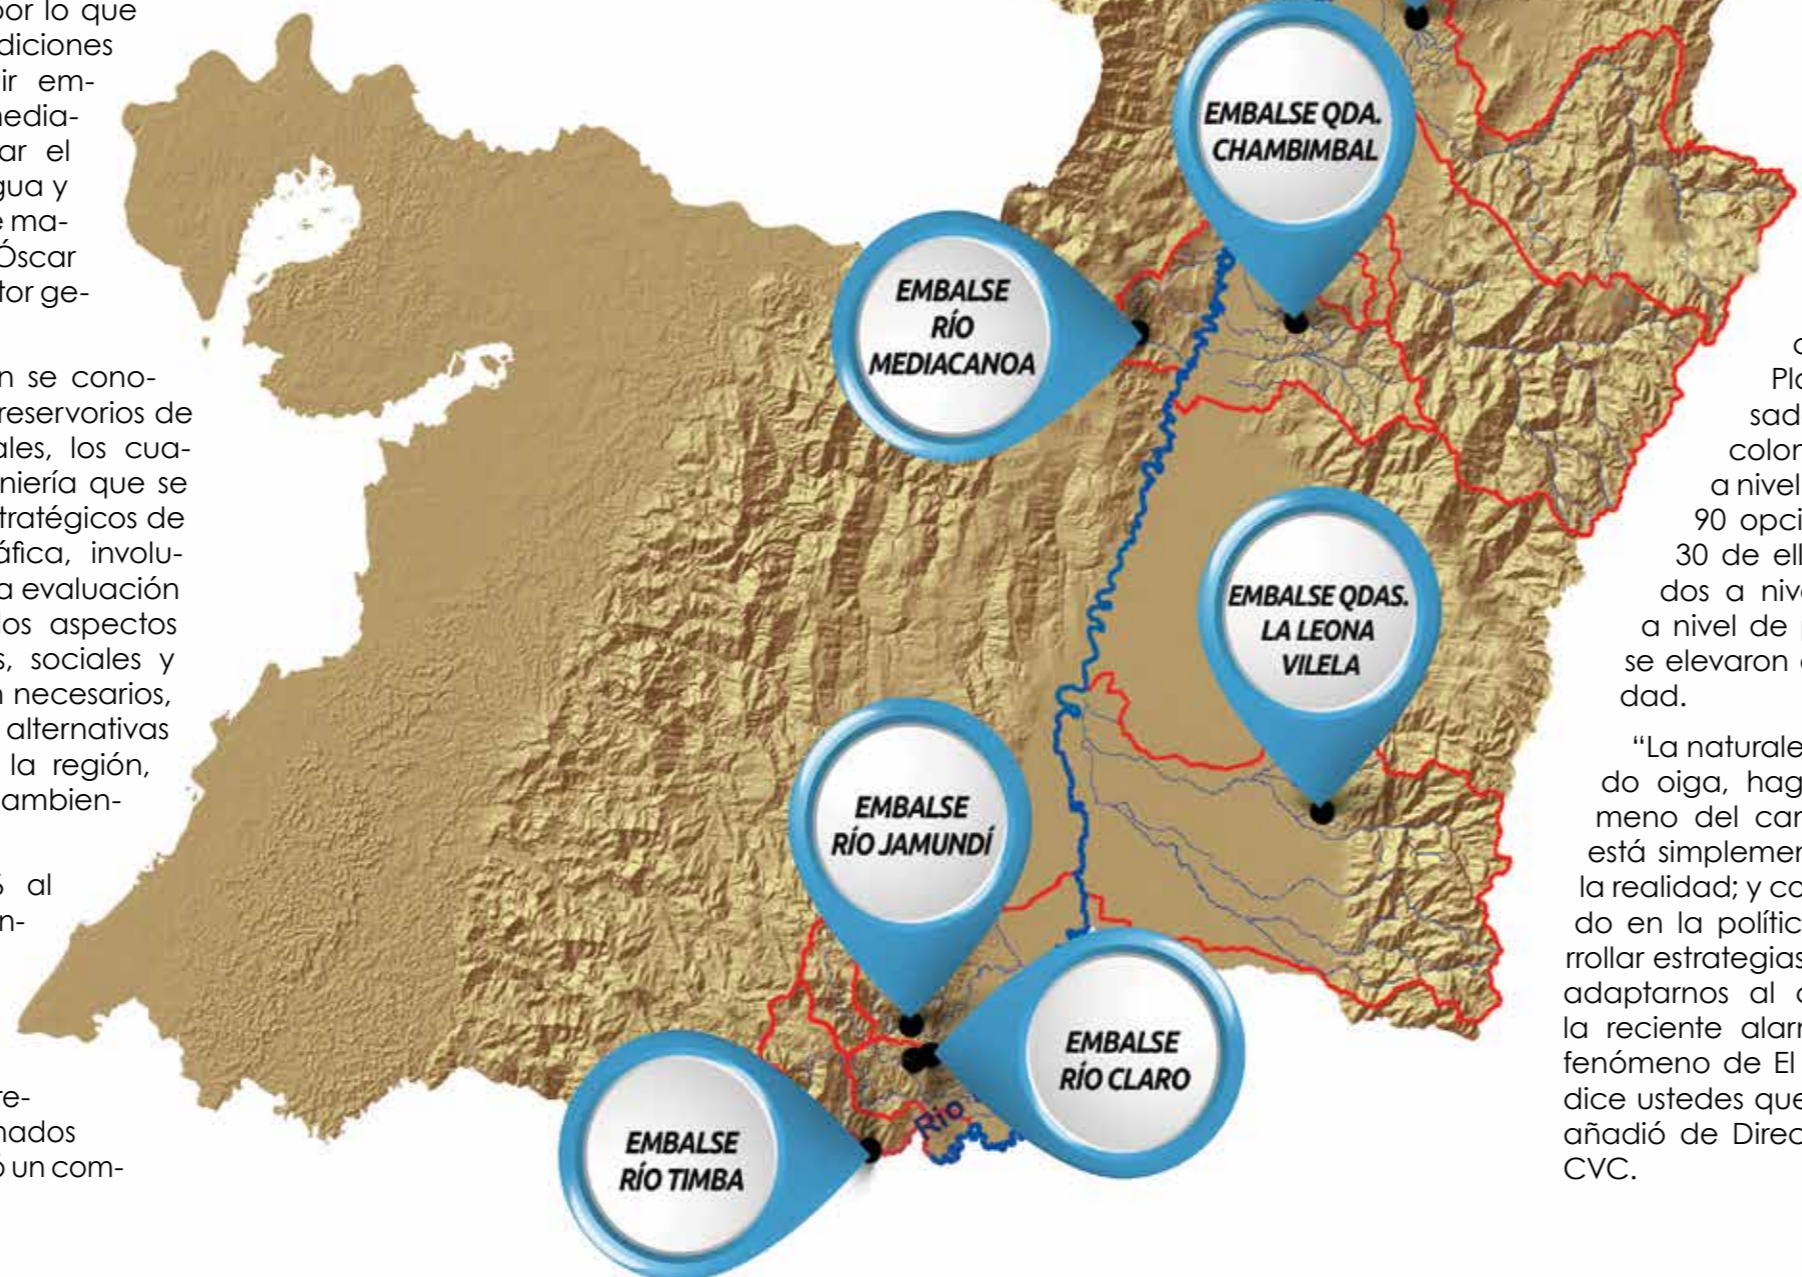 por lo que
diciones
ir em-
media-
ar el
gua y
e ma-
Óscar
tor ge-
n se cono-
reservorios de
ales, los cua-
niería que se
tratégicos de
áfica, involu-
a evaluación
los aspectos
s, sociales y
n necesarios,
alternativas
la región,
ambien-
al
n-
re-
nados
ó un com-
EMBALSE QDA.
CHAMBIMBAL
EMBALSE
RÍO
MEDIACANOA
EMBALSE QDAS.
LA LEONA
VILELA
EMBALSE
RÍO JAMUNDÍ
EMBALSE
RÍO CLARO
EMBALSE
RÍO TIMBA
Río
sad
color
a nivel
90 opci
30 de ell
dos a niv
a nivel de
se elevaron
dad.
“La naturale
do oiga, hag
meno del car
está simplemen
la realidad; y co
do en la polític
rrollar estrategias
adaptarnos al
la reciente alarr
fenómeno de El
dice ustedes que
añadió de Direc
CVC.